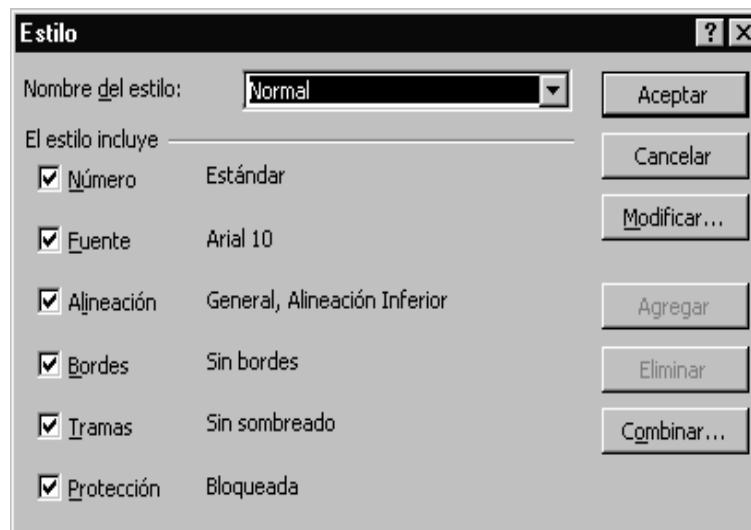 Estilo
Nombre del estilo: Normal Aceptar
El estilo incluye Cancelar
Número Estándar
Modificar...
Fuente Arial 10
Alineación General, Alineación Inferior Agregar
Bordes Sin bordes Eliminar
Tramas Sin sombreado Combinar...
Protección Bloqueada